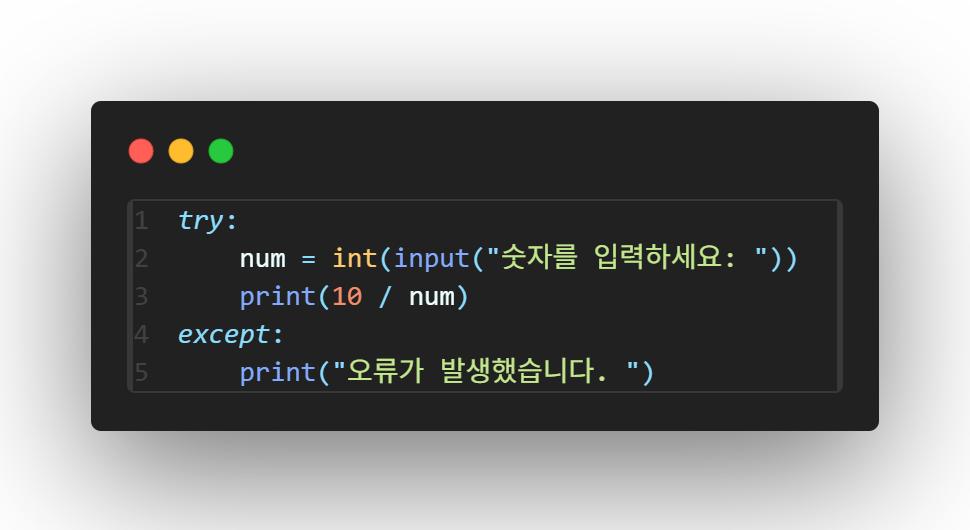 1 try:
2     num = int(input("숫자를 입력하세요: "))
3     print(10 / num)
4 except:
5     print("오류가 발생했습니다. ")